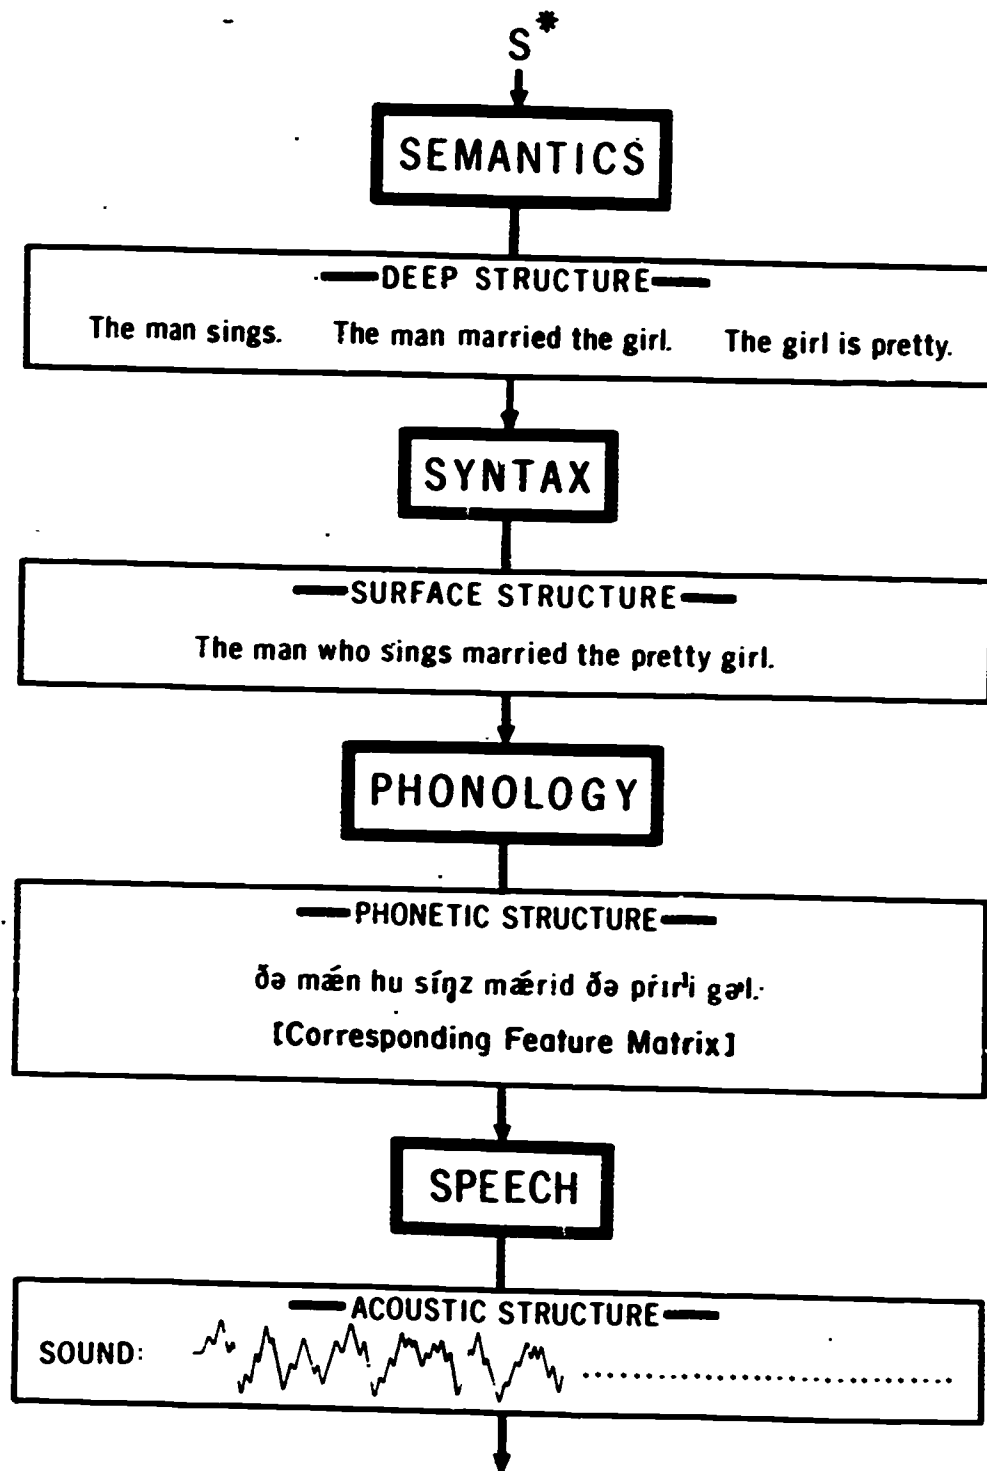 S*
SEMANTICS
DEEP STRUCTURE
The man sings. The man married the girl. The girl is pretty.
SYNTAX
SURFACE STRUCTURE
The man who sings married the pretty girl.
PHONOLOGY
PHONETIC STRUCTURE
ðə mǽn hu síŋz mǽrid ðə
[Corresponding Feature Matrix]
SPEECH
ACOUSTIC STRUCTURE
SOUND: